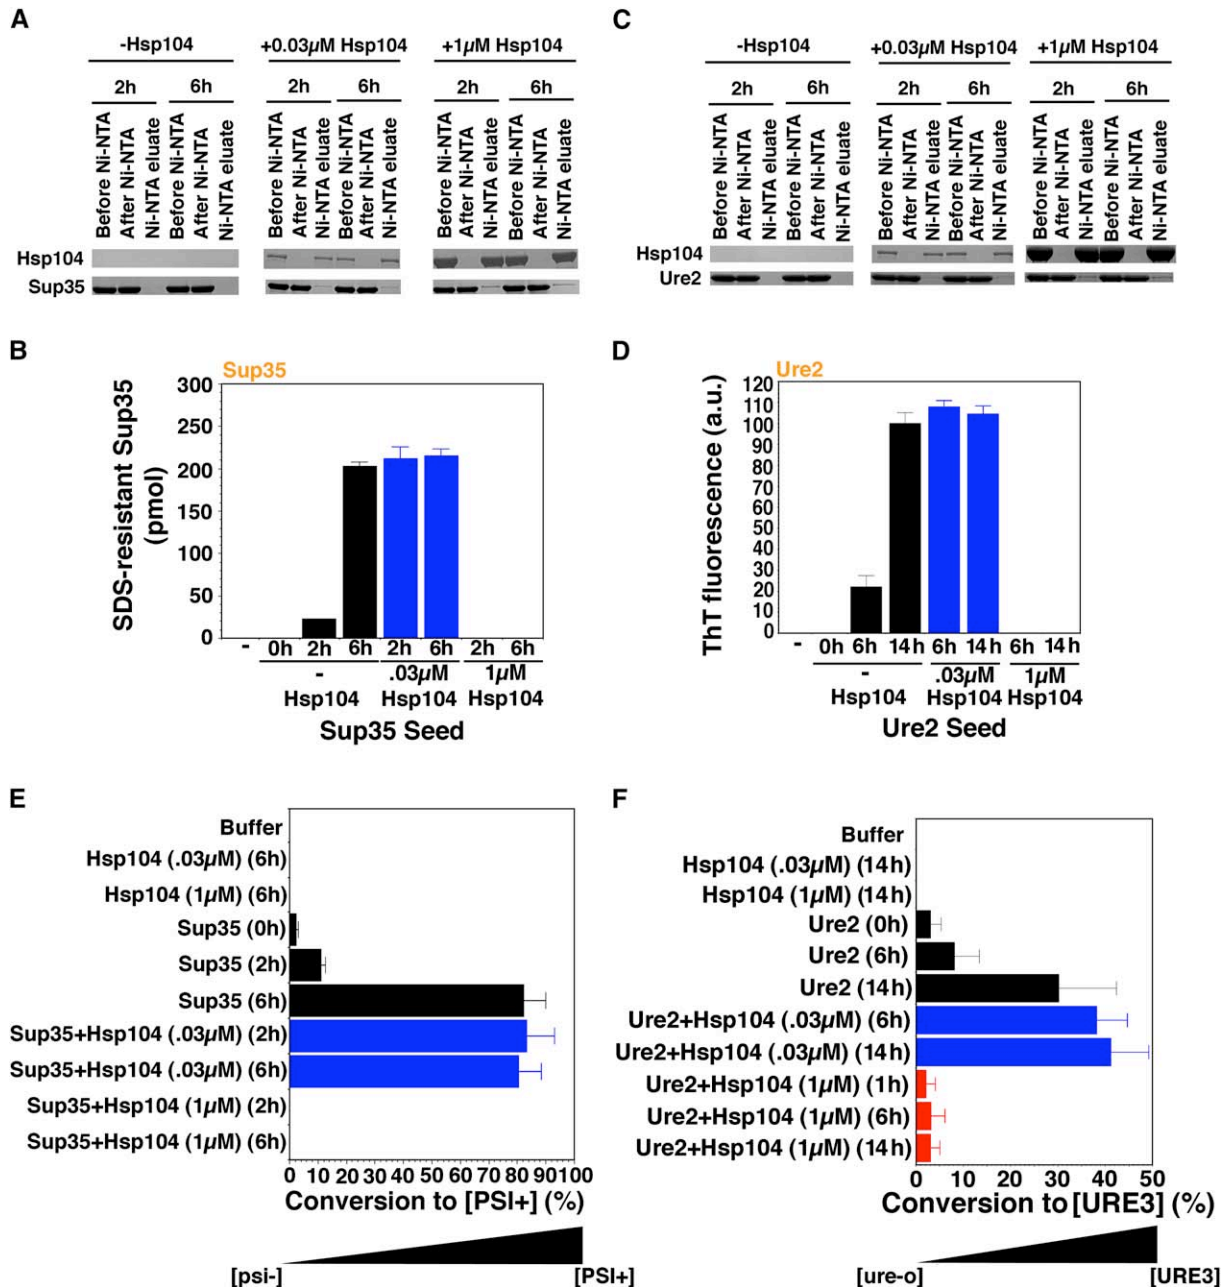 A
-Hsp104
+0.03µM Hsp104
+1µM Hsp104
2h
6h
2h
6h
2h
6h
Before Ni-NTA
After Ni-NTA
Ni-NTA eluate
Before Ni-NTA
After Ni-NTA
Ni-NTA eluate
Before Ni-NTA
After Ni-NTA
Ni-NTA eluate
Before Ni-NTA
After Ni-NTA
Ni-NTA eluate
Before Ni-NTA
After Ni-NTA
Ni-NTA eluate
Before Ni-NTA
After Ni-NTA
Ni-NTA eluate
Hsp104
Sup35
C
-Hsp104
+0.03µM Hsp104
+1µM Hsp104
2h
6h
2h
6h
2h
6h
Before Ni-NTA
After Ni-NTA
Ni-NTA eluate
Before Ni-NTA
After Ni-NTA
Ni-NTA eluate
Before Ni-NTA
After Ni-NTA
Ni-NTA eluate
Before Ni-NTA
After Ni-NTA
Ni-NTA eluate
Before Ni-NTA
After Ni-NTA
Ni-NTA eluate
Before Ni-NTA
After Ni-NTA
Ni-NTA eluate
Hsp104
Ure2
B
Sup35
SDS-resistant Sup35
(pmol)
300
250
200
150
100
50
0
- 0h 2h 6h 2h 6h 2h 6h
- .03µM 1µM
Hsp104 Hsp104 Hsp104
Sup35 Seed
D
Ure2
ThT fluorescence (a.u.)
120
110
100
90
80
70
60
50
40
30
20
10
0
- 0h 6h 14h 6h 14h 6h 14h
- .03µM 1µM
Hsp104 Hsp104 Hsp104
Ure2 Seed
E
Buffer
Hsp104 (.03µM) (6h)
Hsp104 (1µM) (6h)
Sup35 (0h)
Sup35 (2h)
Sup35 (6h)
Sup35+Hsp104 (.03µM) (2h)
Sup35+Hsp104 (.03µM) (6h)
Sup35+Hsp104 (1µM) (2h)
Sup35+Hsp104 (1µM) (6h)
0 10 20 30 40 50 60 70 80 90 100
Conversion to [PSI+] (%)
[psi-] [PSI+]
F
Buffer
Hsp104 (.03µM) (14h)
Hsp104 (1µM) (14h)
Ure2 (0h)
Ure2 (6h)
Ure2 (14h)
Ure2+Hsp104 (.03µM) (6h)
Ure2+Hsp104 (.03µM) (14h)
Ure2+Hsp104 (1µM) (1h)
Ure2+Hsp104 (1µM) (6h)
Ure2+Hsp104 (1µM) (14h)
0 10 20 30 40 50
Conversion to [URE3] (%)
[ure-o] [URE3]